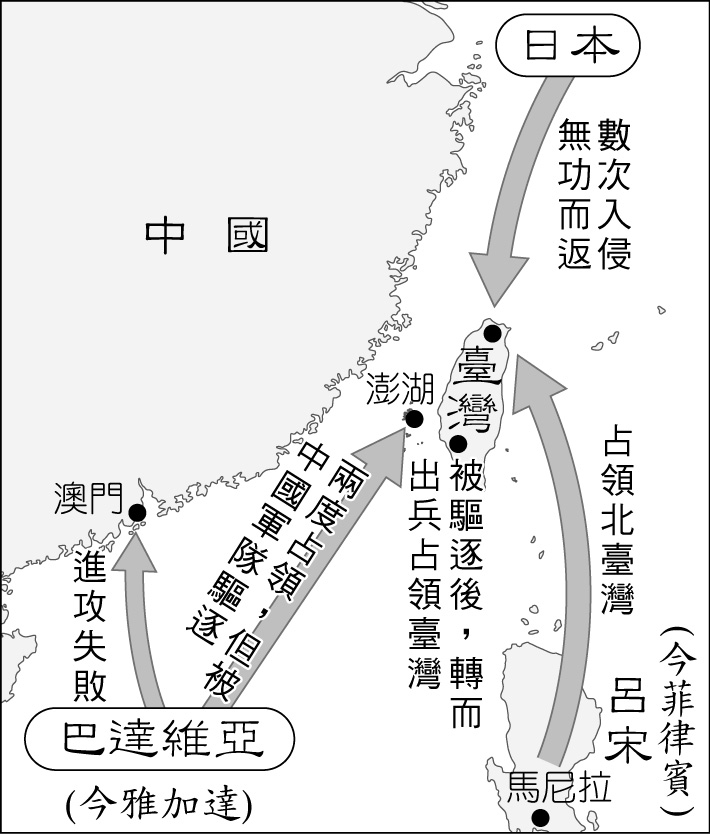 日本
數次入侵
無功而返
中國
臺灣
澎湖
澳門
兩度占領，但被
中國軍隊驅逐
被驅逐後，轉而
出兵占領臺灣
占領北臺灣
進攻失敗
巴達維亞
(今雅加達)
呂宋
(今菲律賓)
馬尼拉